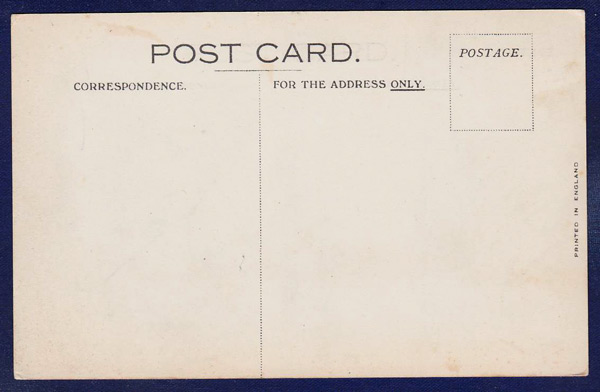 POST CARD.
POSTAGE.
CORRESPONDENCE.
FOR THE ADDRESS ONLY.
PRINTED IN ENGLAND